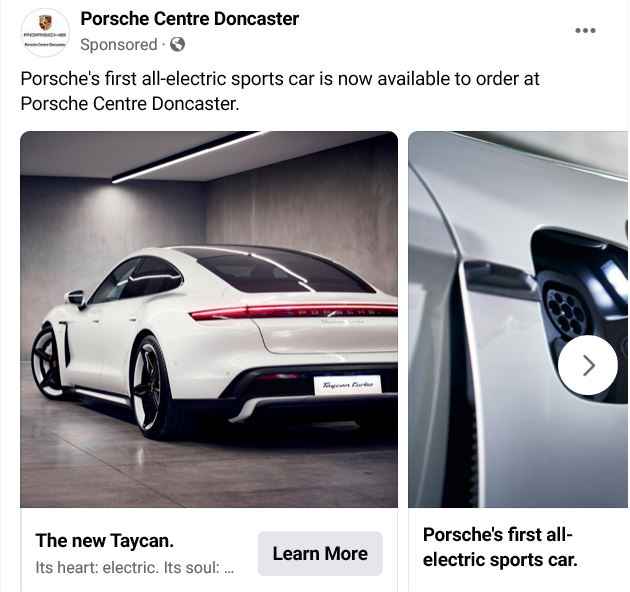 Porsche Centre Doncaster
Sponsored ·
Porsche's first all-electric sports car is now available to order at
Porsche Centre Doncaster.
PORSCHE
Porsche Centre Doncaster
PORSCHE
Taycan Turbo
The new Taycan.
Its heart: electric. Its soul: ...
Learn More
Porsche's first all-
electric sports car.